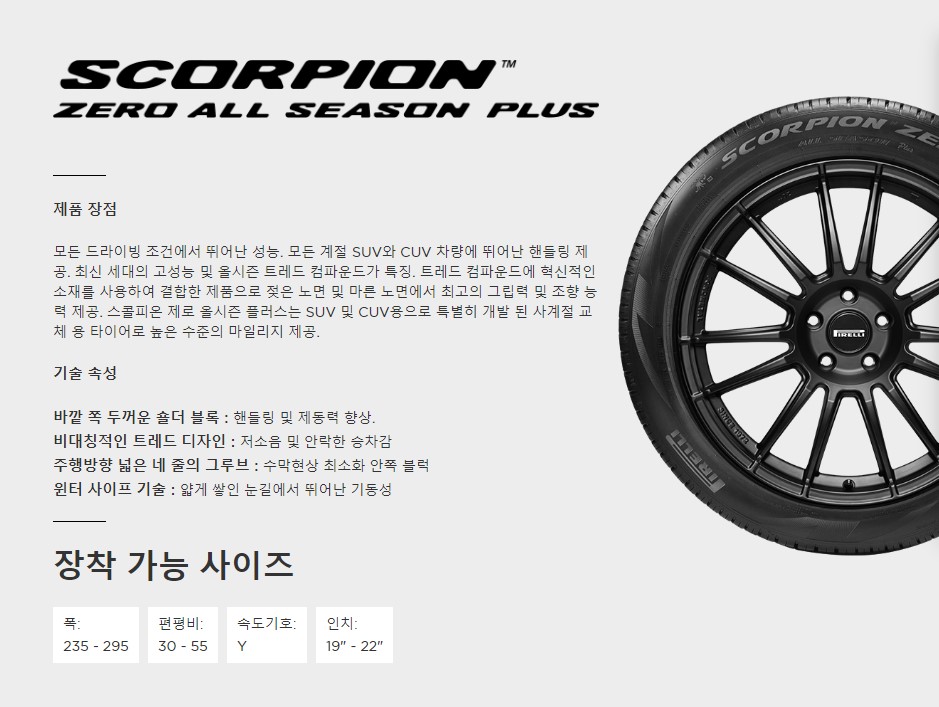 SCORPION™
ZERO ALL SEASON PLUS
SCORPION ZE
ALL SEASON Plus
제품 장점
모든 드라이빙 조건에서 뛰어난 성능. 모든 계절 SUV와 CUV 차량에 뛰어난 핸들링 제
공. 최신 세대의 고성능 및 올시즌 트레드 컴파운드가 특징. 트레드 컴파운드에 혁신적인
소재를 사용하여 결합한 제품으로 젖은 노면 및 마른 노면에서 최고의 그립력 및 조향 능
력 제공. 스콜피온 제로 올시즌 플러스는 SUV 및 CUV용으로 특별히 개발 된 사계절 교
체 용 타이어로 높은 수준의 마일리지 제공.
PIRELLI
기술 속성
바깥 쪽 두꺼운 숄더 블록 : 핸들링 및 제동력 향상.
비대칭적인 트레드 디자인 : 저소음 및 안락한 승차감
주행방향 넓은 네 줄의 그루브 : 수막현상 최소화 안쪽 블럭
윈터 사이프 기술 : 얇게 쌓인 눈길에서 뛰어난 기동성
PIRELLI
장착 가능 사이즈
폭:
235 - 295
편평비:
30 - 55
속도기호:
Y
인치:
19" - 22"